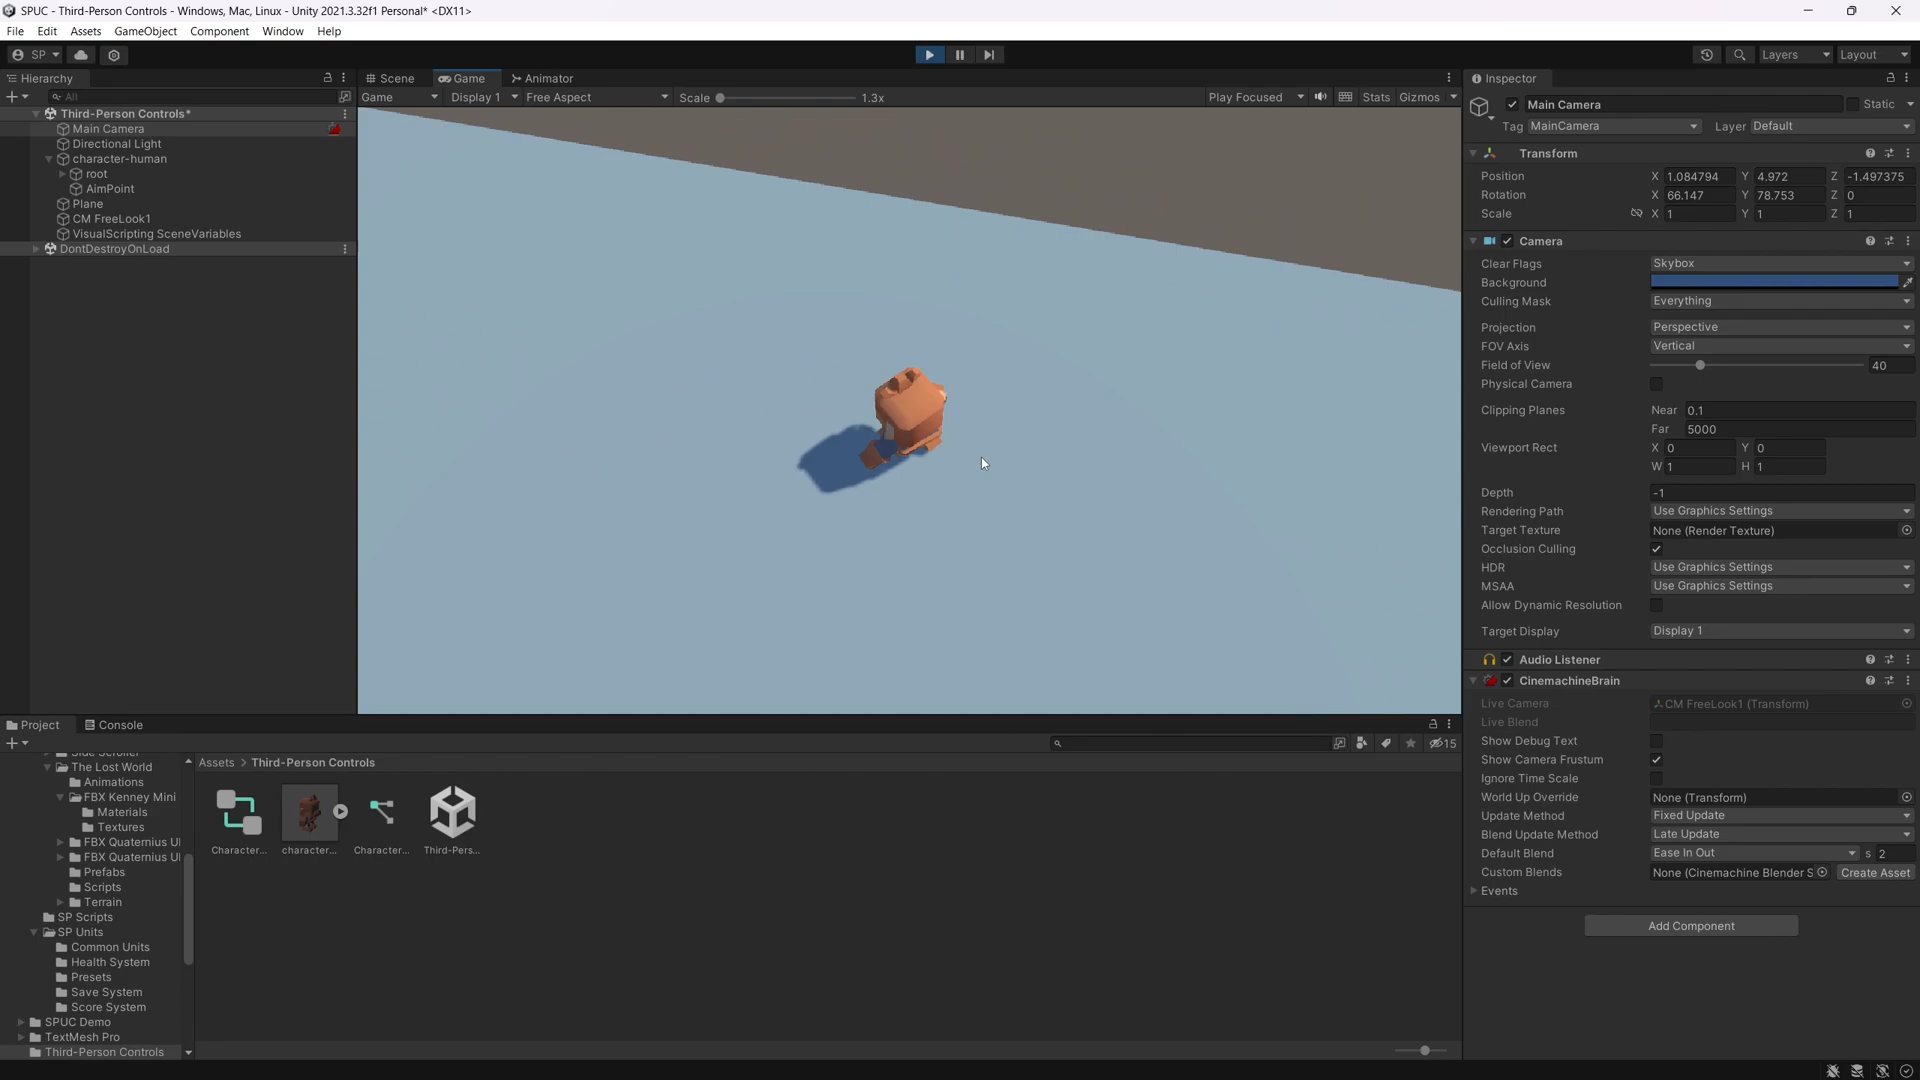 SPUC - Third-Person Controls - Windows, Mac, Linux - Unity 2021.3.32f1 Personal* <DX11>
File Edit Assets GameObject Component Window Help
SP
Layers Layout
Hierarchy
All
Third-Person Controls*
Main Camera
Directional Light
character-human
root
AimPoint
Plane
CM FreeLook1
VisualScripting SceneVariables
DontDestroyOnLoad
Scene Game Animator
Game Display 1 Free Aspect Scale 1.3x Play Focused Stats Gizmos
Inspector
Main Camera Static
Tag MainCamera Layer Default
Transform
Position X 1.084794 Y 4.972 Z -1.497375
Rotation X 66.147 Y 78.753 Z 0
Scale X 1 Y 1 Z 1
Camera
Clear Flags Skybox
Background
Culling Mask Everything
Projection Perspective
FOV Axis Vertical
Field of View 40
Physical Camera
Clipping Planes Near 0.1
Far 5000
Viewport Rect X 0 Y 0
W 1 H 1
Depth -1
Rendering Path Use Graphics Settings
Target Texture None (Render Texture)
Occlusion Culling
HDR Use Graphics Settings
MSAA Use Graphics Settings
Allow Dynamic Resolution
Target Display Display 1
Audio Listener
CinemachineBrain
Live Camera CM FreeLook1 (Transform)
Live Blend
Show Debug Text
Show Camera Frustum
Ignore Time Scale
World Up Override None (Transform)
Update Method Fixed Update
Blend Update Method Late Update
Default Blend Ease In Out s 2
Custom Blends None (Cinemachine Blender S Create Asset
Events
Add Component
Project Console
15
Side Scroller
The Lost World
Animations
FBX Kenney Mini
Materials
Textures
FBX Quaternius Ul
FBX Quaternius Ul
Prefabs
Scripts
Terrain
SP Scripts
SP Units
Common Units
Health System
Presets
Save System
Score System
SPUC Demo
TextMesh Pro
Third-Person Controls
Assets > Third-Person Controls
Character... character... Character... Third-Pers...